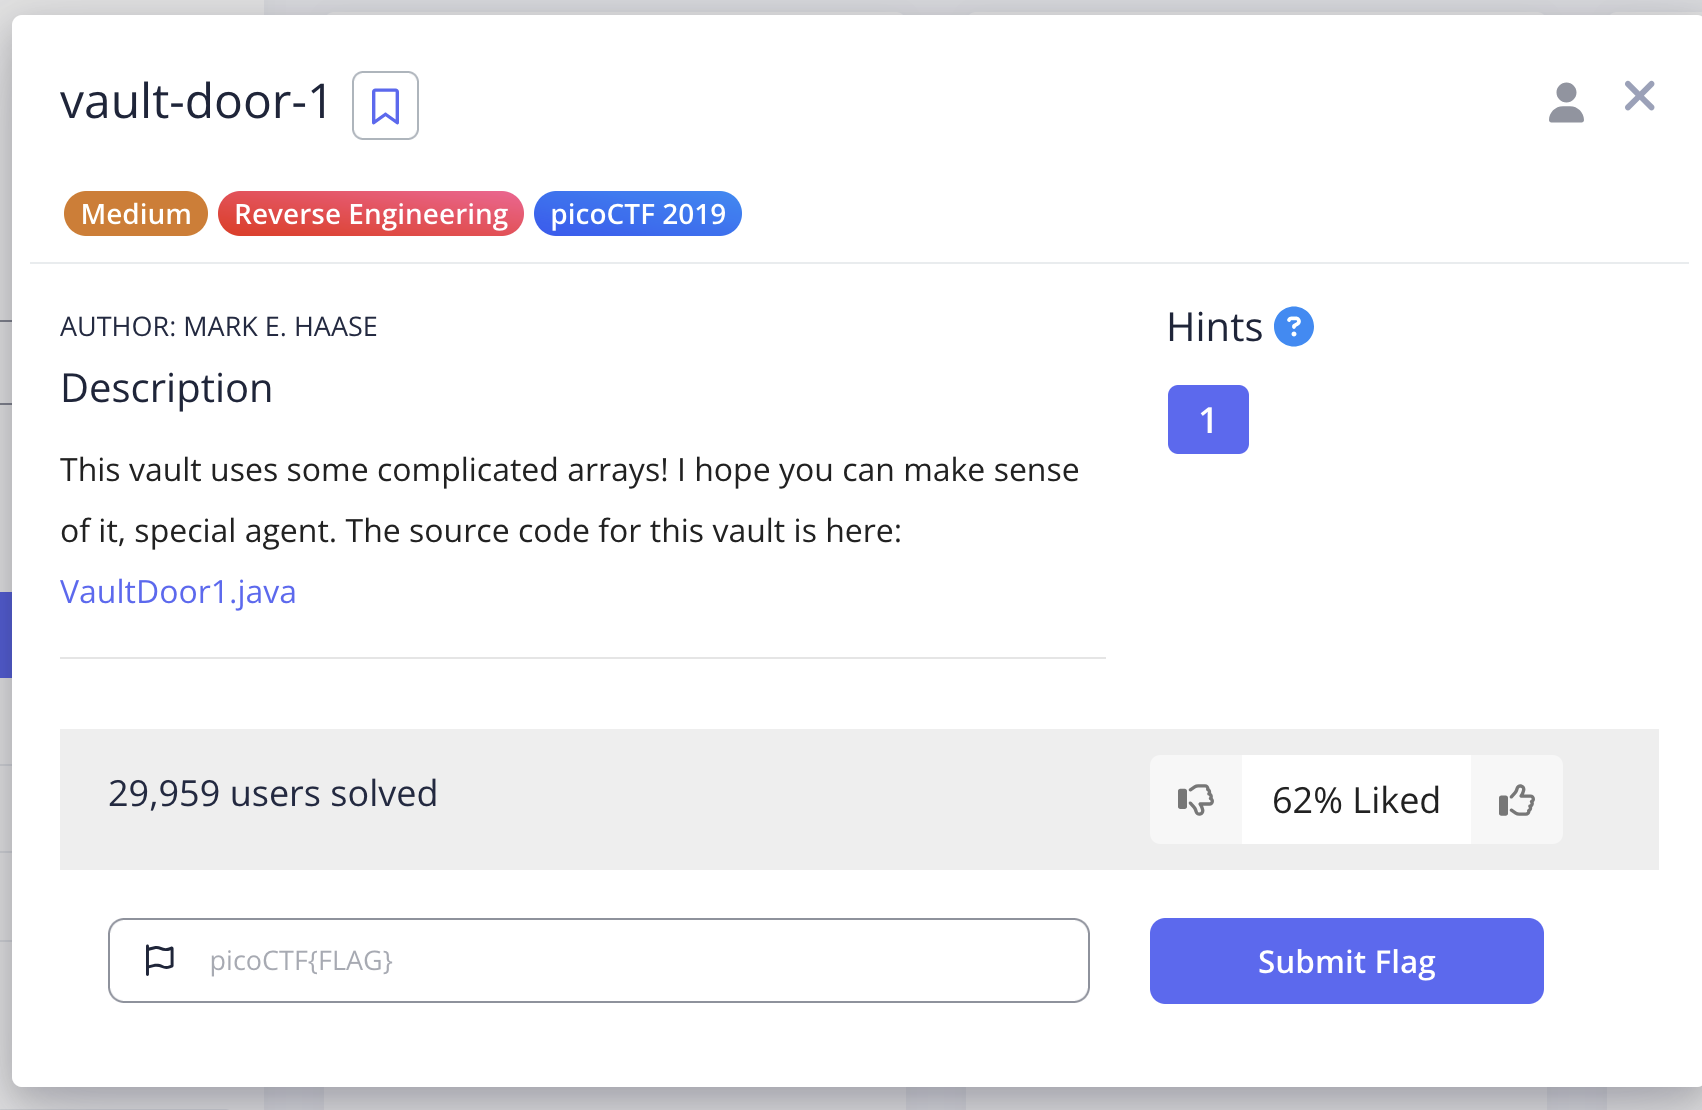 vault-door-1
Medium
Reverse Engineering
picoCTF 2019
AUTHOR: MARK E. HAASE
Description
This vault uses some complicated arrays! I hope you can make sense
of it, special agent. The source code for this vault is here:
VaultDoor1.java
Hints ?
1
29,959 users solved
62% Liked
picoCTF{FLAG}
Submit Flag